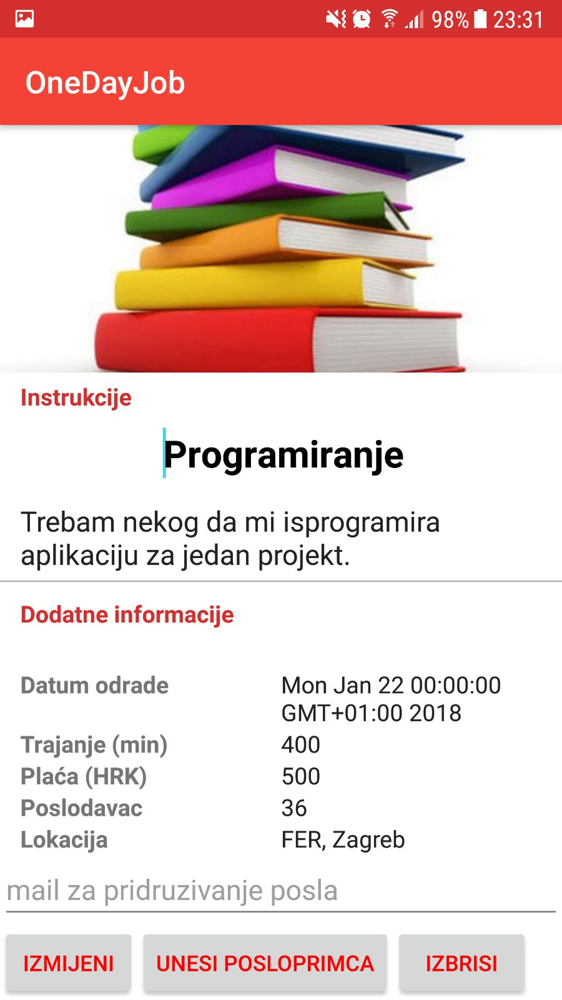 98% 23:31
OneDayJob
Instrukcije
Programiranje
Trebam nekog da mi isprogramira
aplikaciju za jedan projekt.
Dodatne informacije
Datum odrade Mon Jan 22 00:00:00
GMT+01:00 2018
Trajanje (min) 400
Plaća (HRK) 500
Poslodavac 36
Lokacija FER, Zagreb
mail za pridruzivanje posla
IZMIJENI UNESI POSLOPRIMCA IZBRISI